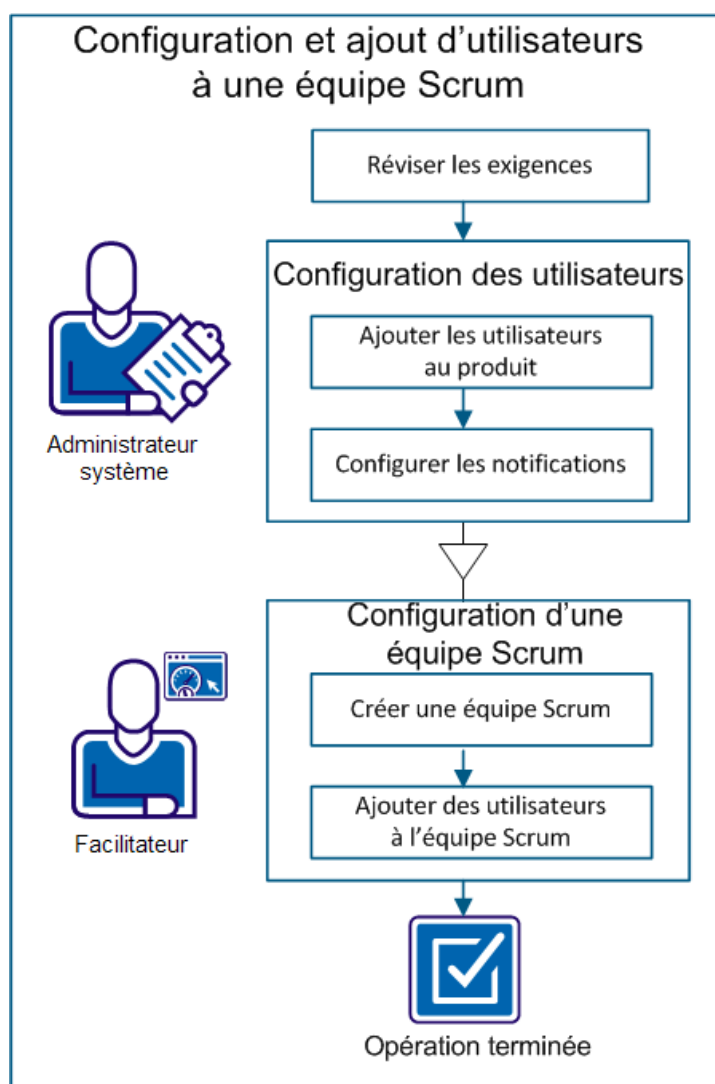 Configuration et ajout d’utilisateurs
à une équipe Scrum
Réviser les exigences
Configuration des utilisateurs
Ajouter les utilisateurs
au produit
Configurer les notifications
Administrateur
système
Configuration d’une
équipe Scrum
Créer une équipe Scrum
Ajouter des utilisateurs
à l’équipe Scrum
Facilitateur
Opération terminée